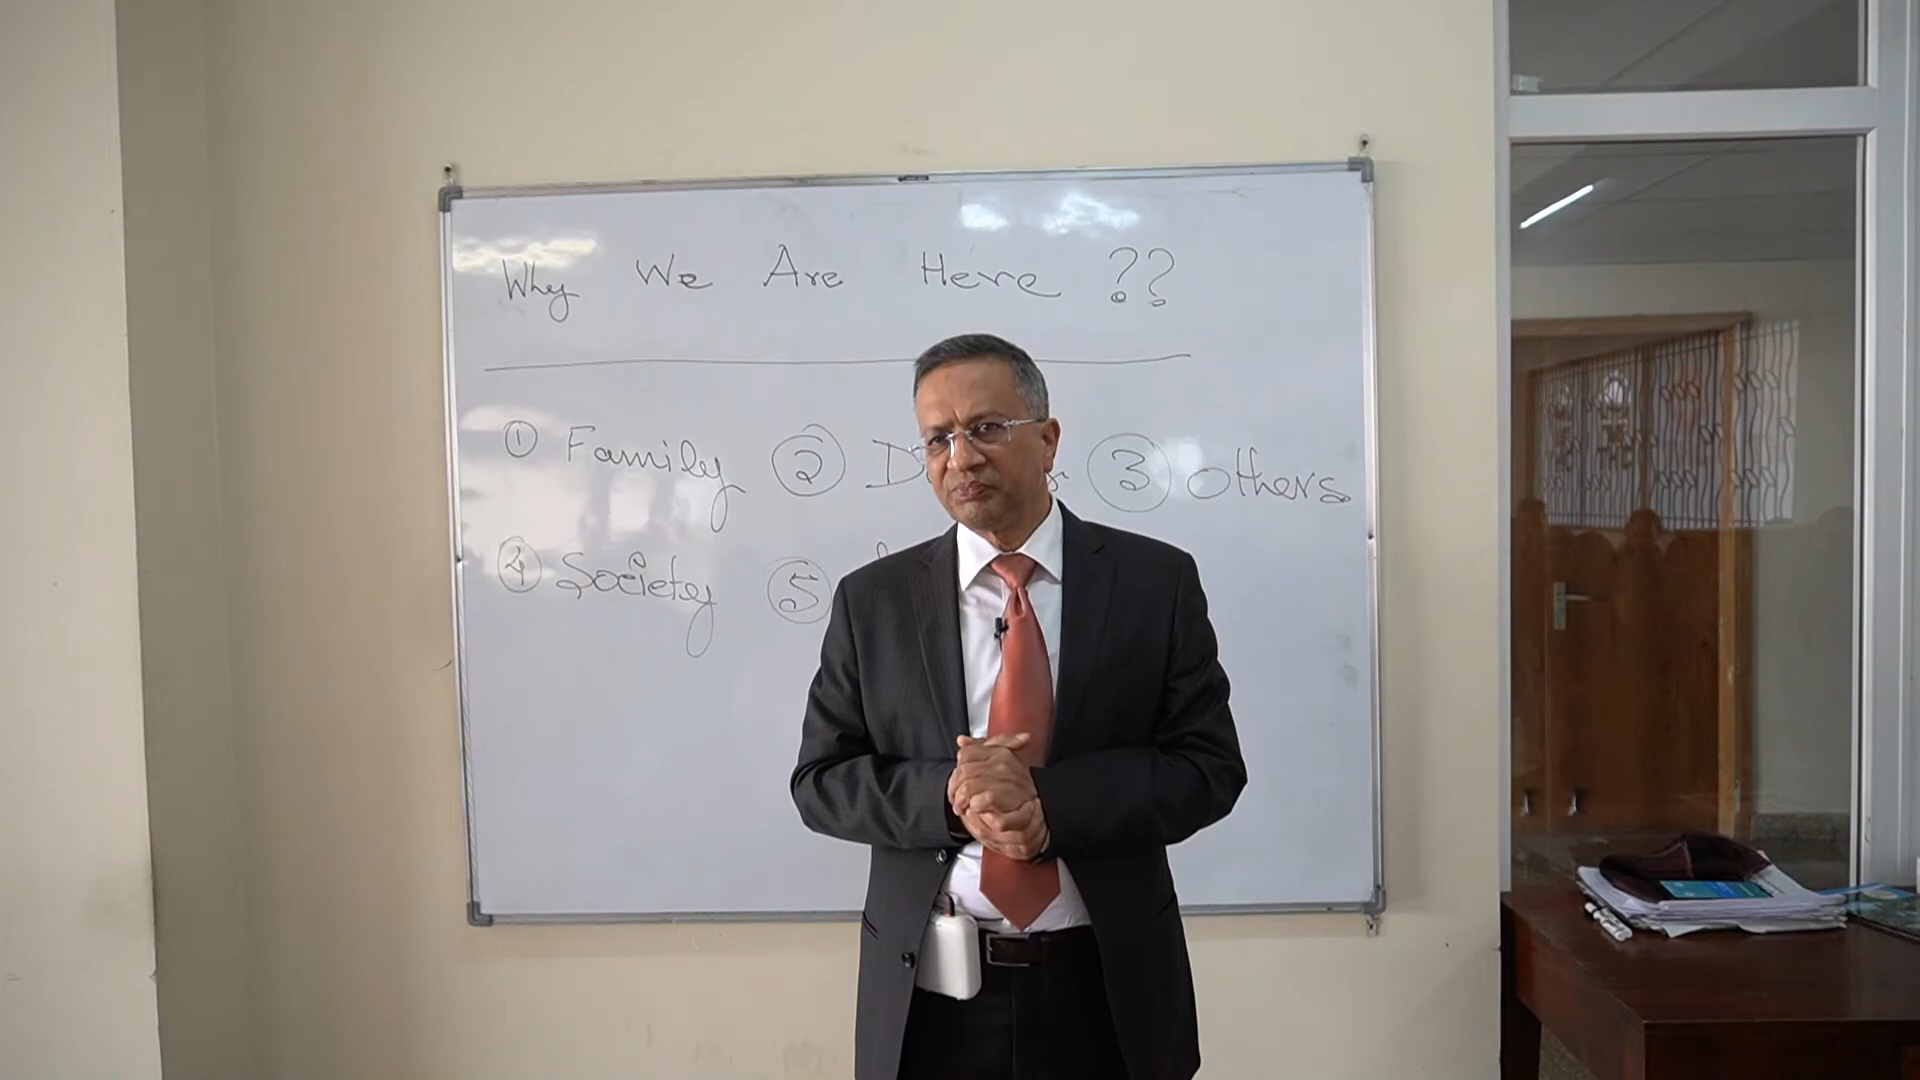 Why We Are Here ??
① Family ② ③ Others
④ Society ⑤